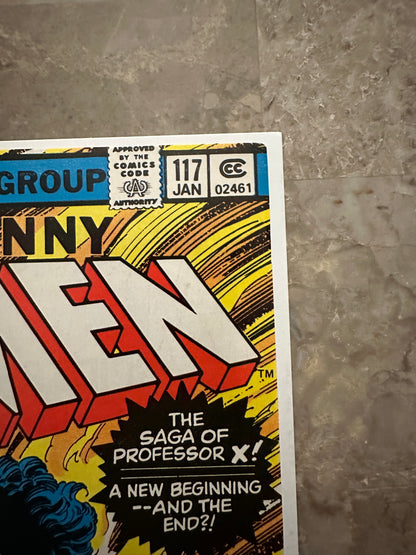 GROUP
APPROVED
BY THE
COMICS
CODE
AUTHORITY
117
JAN
CC
02461
NNY
MEN
TM
THE
SAGA OF
PROFESSOR X!
A NEW BEGINNING
--AND THE
END?!